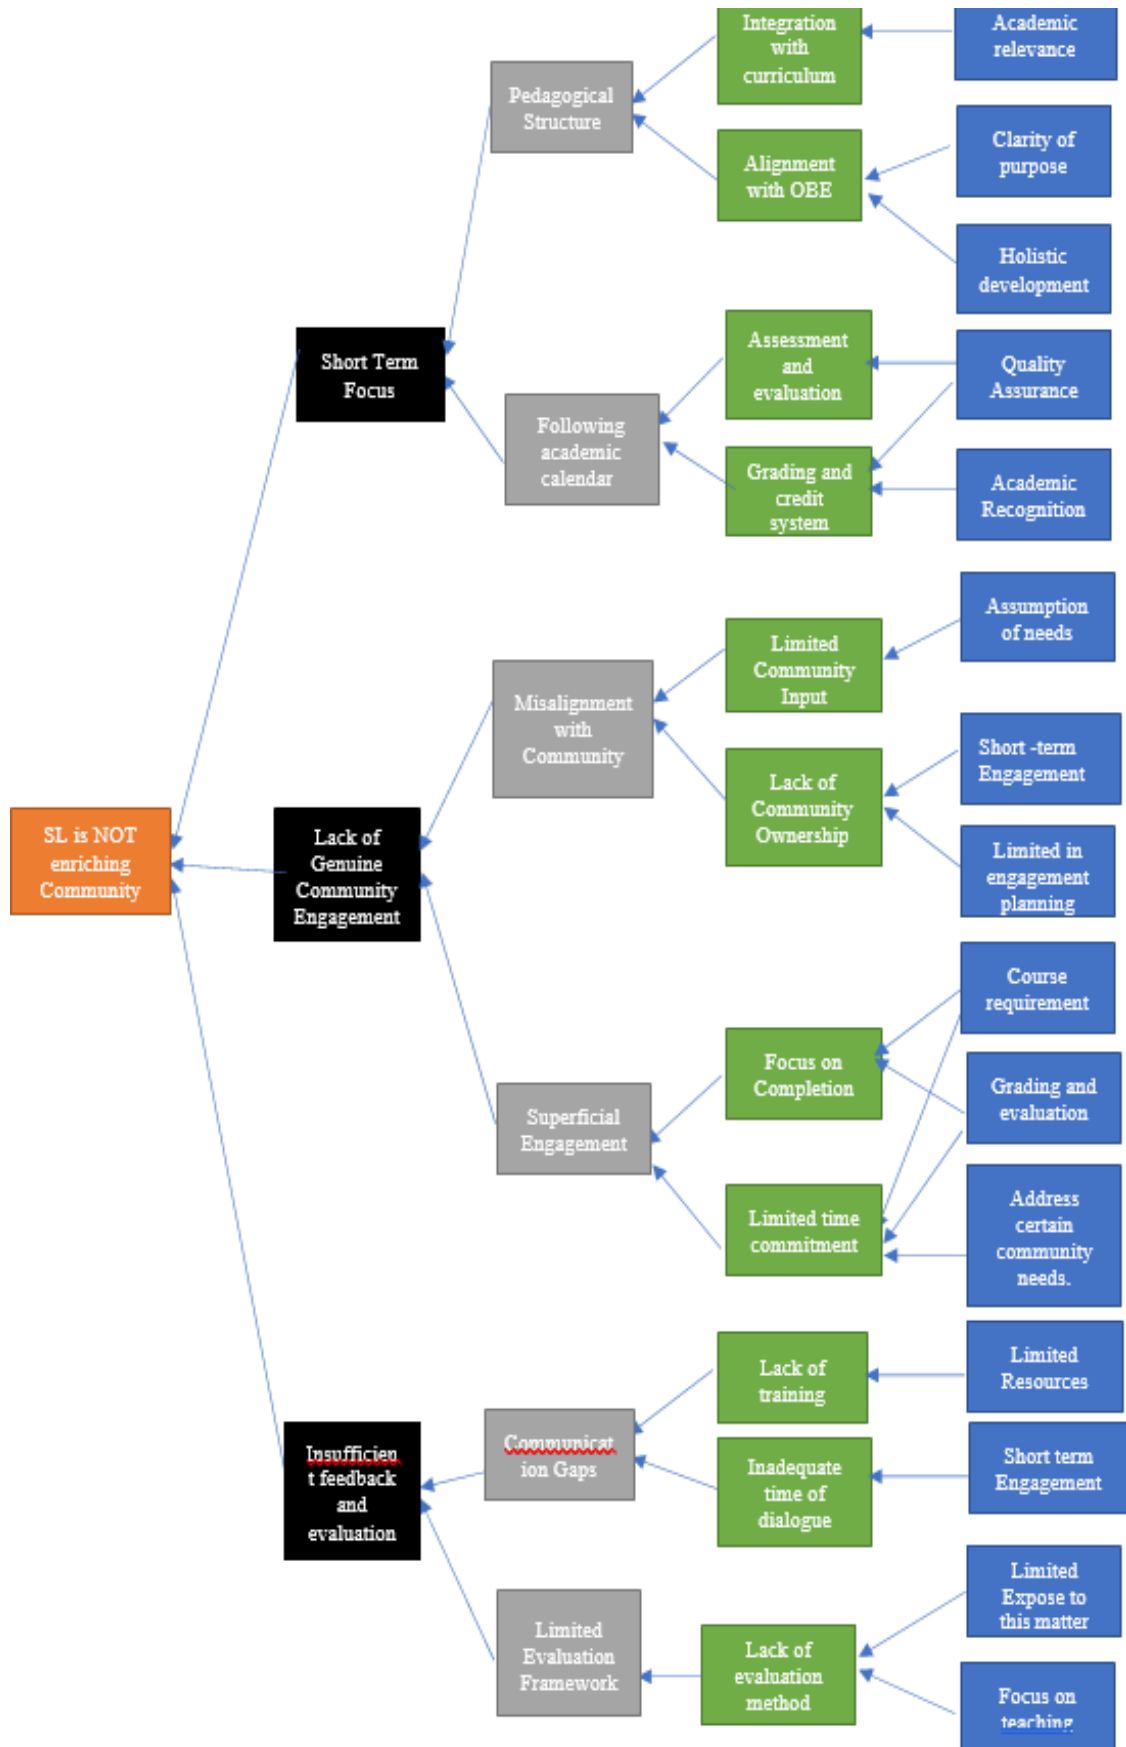 Integration
with
curriculum
Academic
relevance
Pedagogical
Structure
Alignment
with OBE
Clarity of
purpose
Holistic
development
Short Term
Focus
Assessment
and
evaluation
Quality
Assurance
Following
academic
calendar
Grading and
credit
system
Academic
Recognition
Assumption
of needs
Limited
Community
Input
Misalignment
with
Community
Short -term
Engagement
Lack of
Community
Ownership
SL is NOT
enriching
Community
Lack of
Genuine
Community
Engagement
Limited in
engagement
planning
Course
requirement
Focus on
Completion
Grading and
evaluation
Superficial
Engagement
Limited time
commitment
Address
certain
community
needs.
Lack of
training
Limited
Resources
Insufficien
t feedback
and
evaluation
Communicat
ion Gaps
Inadequate
time of
dialogue
Short term
Engagement
Limited
Expose to
this matter
Limited
Evaluation
Framework
Lack of
evaluation
method
Focus on
teaching